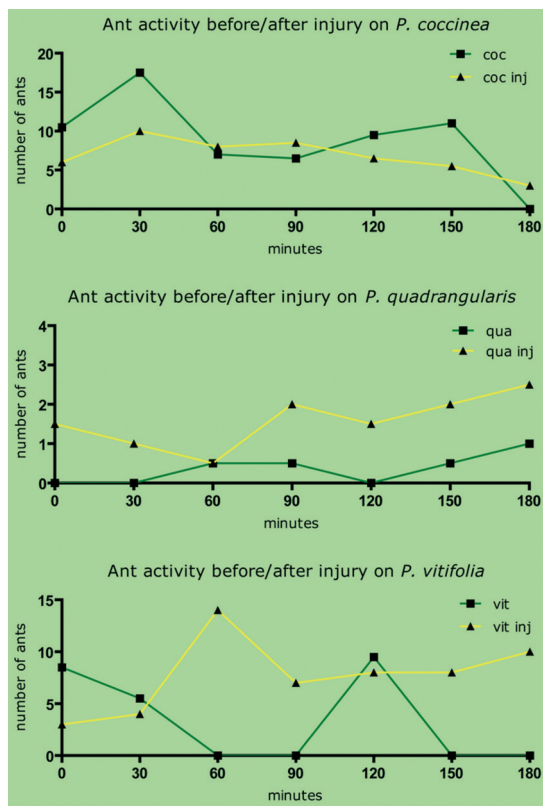 Ant activity before/after injury on P. coccinea
coc
coc inj
number of ants
20
15
10
5
0
0 30 60 90 120 150 180
minutes
Ant activity before/after injury on P. quadrangularis
qua
qua inj
number of ants
4
3
2
1
0
0 30 60 90 120 150 180
minutes
Ant activity before/after injury on P. vitifolia
vit
vit inj
number of ants
15
10
5
0
0 30 60 90 120 150 180
minutes